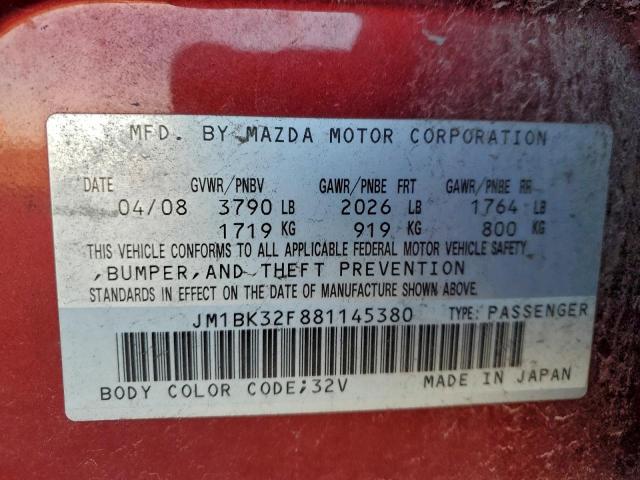 MFD. BY MAZDA MOTOR CORPORATION
DATE GVWR/PNBV GAWR/PNBE FRT GAWR/PNBE RR
04/08 3790 LB 2026 LB 1764 LB
1719 KG 919 KG 800 KG
THIS VEHICLE CONFORMS TO ALL APPLICABLE FEDERAL MOTOR VEHICLE SAFETY
,BUMPER,AND THEFT PREVENTION
STANDARDS IN EFFECT ON THE DATE OF MANUFACTURE SHOWN ABOVE.
JM1BK32F881145380 TYPE: PASSENGER
BODY COLOR CODE;32V MADE IN JAPAN